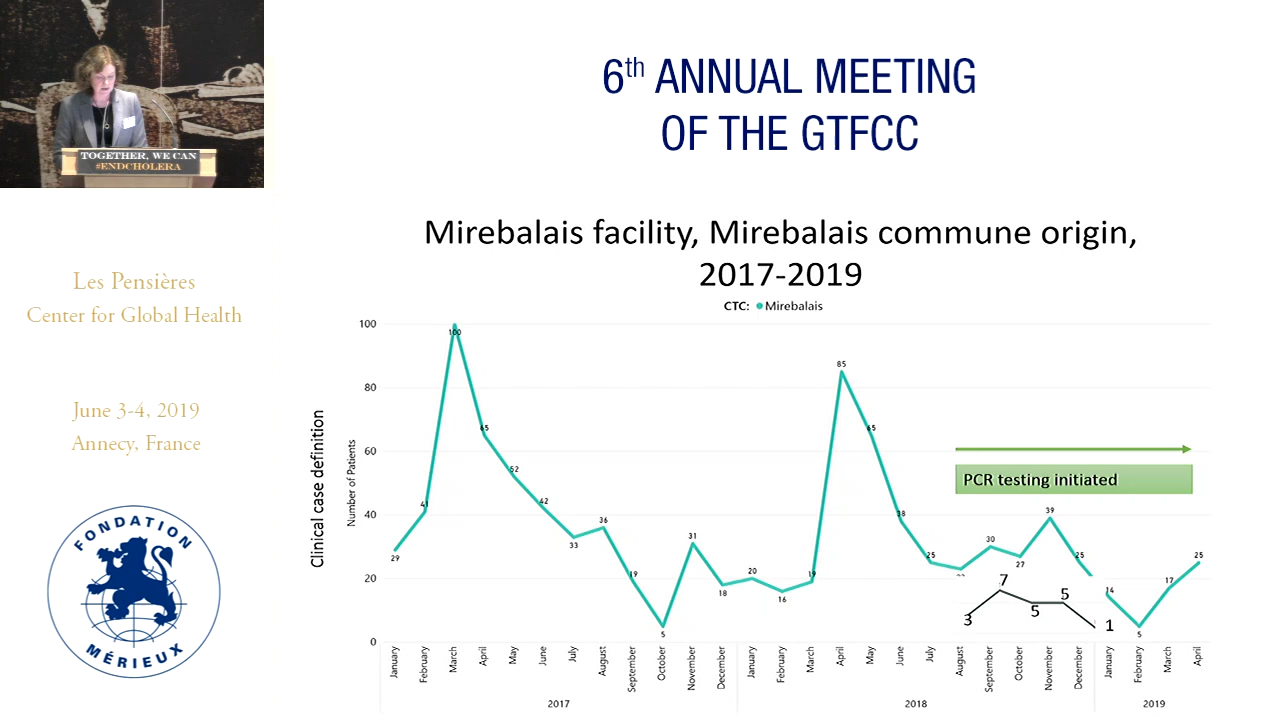 TOGETHER, WE CAN
#ENDCHOLERA
6th ANNUAL MEETING
OF THE GTFCC
Les Pensières
Center for Global Health
June 3-4, 2019
Annecy, France
FONDATION
MÉRIEUX
Mirebalais facility, Mirebalais commune origin,
2017-2019
CTC: Mirebalais
Clinical case definition
Number of Patients
100
80
60
40
20
0
29
41
100
65
52
42
33
36
19
5
31
18
20
16
19
85
65
38
25
30
27
39
25
14
5
17
25
PCR testing initiated
3
7
5
5
1
January
February
March
April
May
June
July
August
September
October
November
December
January
February
March
April
May
June
July
August
September
October
November
December
January
February
March
April
2017
2018
2019